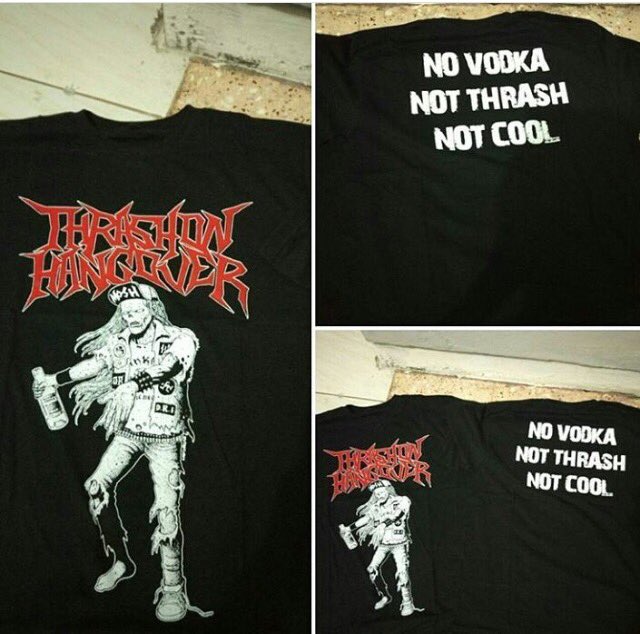 THRASH ON
HANGOVER
MOSH
D.R.I
NO VODKA
NOT THRASH
NOT COOL
THRASH ON
HANGOVER
NO VODKA
NOT THRASH
NOT COOL